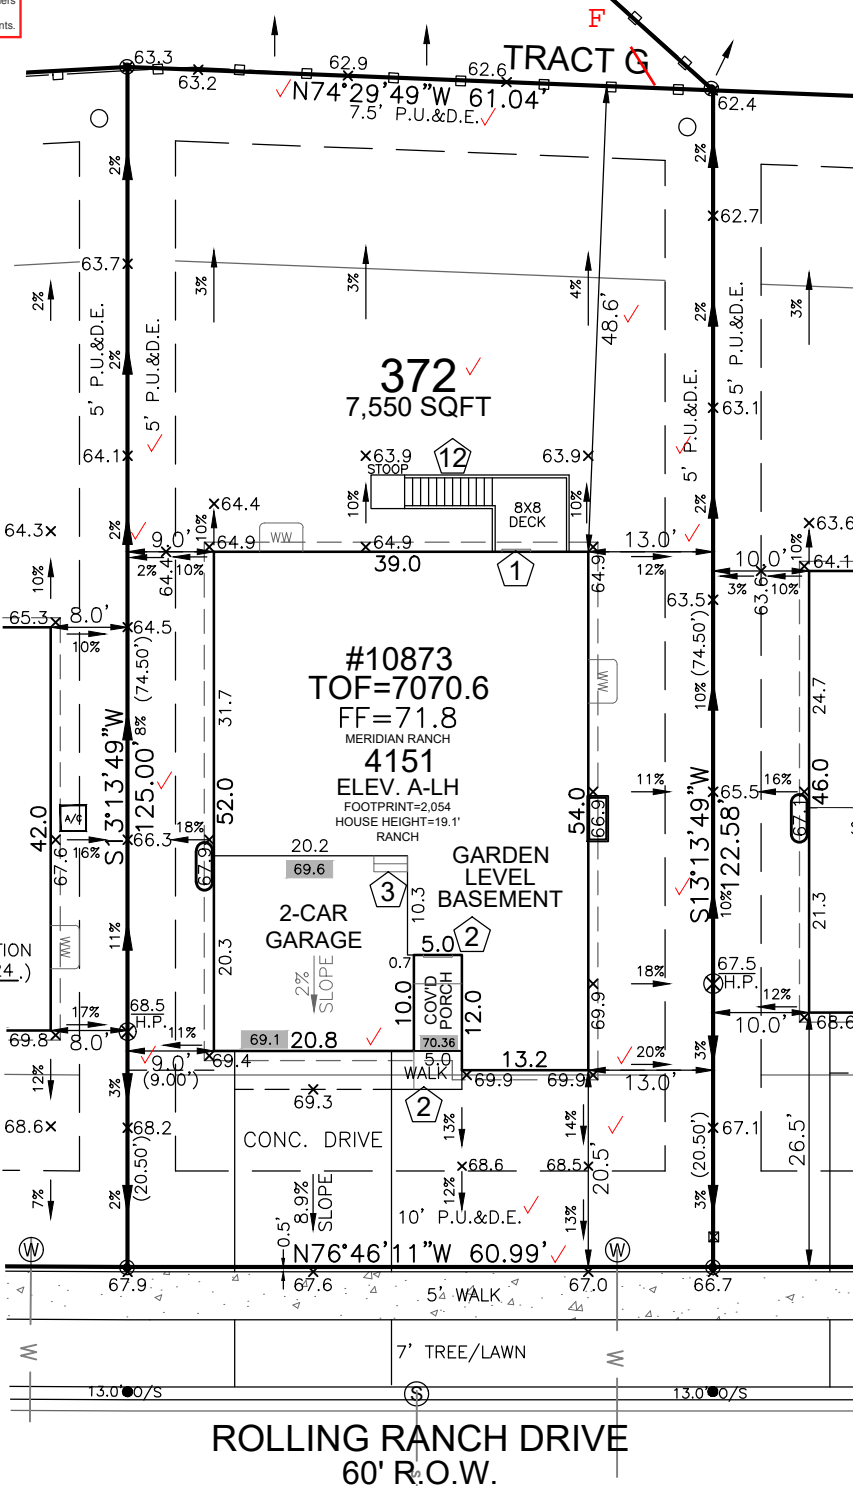 ents.
F
TRACT G
63.3
63.2
62.9
62.6
62.4
N74°29'49"W 61.04'
7.5' P.U.&D.E.
2%
2%
62.7
63.7
3%
3%
4%
2%
3%
48.6'
5' P.U.&D.E.
5' P.U.&D.E.
5' P.U.&D.E.
5' P.U.&D.E.
2%
2%
372
7,550 SQFT
63.1
64.1
63.9
12
63.9
STOOP
10%
8X8
DECK
10%
64.4
64.3
63.6
2%
2%
9.0'
10%
64.9
WW
64.9
64.9
13.0'
10.0'
10%
64.1
2%
10%
64.4
39.0
1
12%
3%
10%
63.6
10%
65.3
8.0'
64.5
10%
63.5
#10873
TOF=7070.6
FF=71.8
MERIDIAN RANCH
4151
ELEV. A-LH
FOOTPRINT=2,054
HOUSE HEIGHT=19.1'
RANCH
31.7
52.0
WW
24.7
46.0
S13°13'49"W
125.00'
8%
(74.50')
10%
(74.50')
S13°13'49"W
122.58'
10%
42.0
A/C
67.6
16%
66.3
18%
67.9
11%
65.5
16%
67.1
54.0
66.9
20.2
69.6
3
10.3
GARDEN
LEVEL
BASEMENT
2-CAR
GARAGE
20.3
2%
SLOPE
5.0
2
0.7
10.0
COV'D
PORCH
12.0
70.36
5.0
21.3
WW
11%
TION
24.)
68.5
H.P.
17%
69.8
8.0'
11%
9.0'
(9.00')
69.4
69.1
20.8
13.2
69.9
18%
67.5
H.P.
12%
10.0'
68.6
20%
13.0'
WALK
69.9
69.9
2
69.3
12%
3%
3%
68.6
68.2
(20.50')
CONC. DRIVE
13%
14%
68.6
68.5
67.1
(20.50')
20.5'
26.5'
7%
2%
8.9%
SLOPE
12%
13%
3%
10' P.U.&D.E.
0.5'
N76°46'11"W 60.99'
W
W
67.9
67.6
67.0
66.7
5' WALK
W
W
7' TREE/LAWN
13.0' O/S
S
13.0' O/S
S
ROLLING RANCH DRIVE
60' R.O.W.